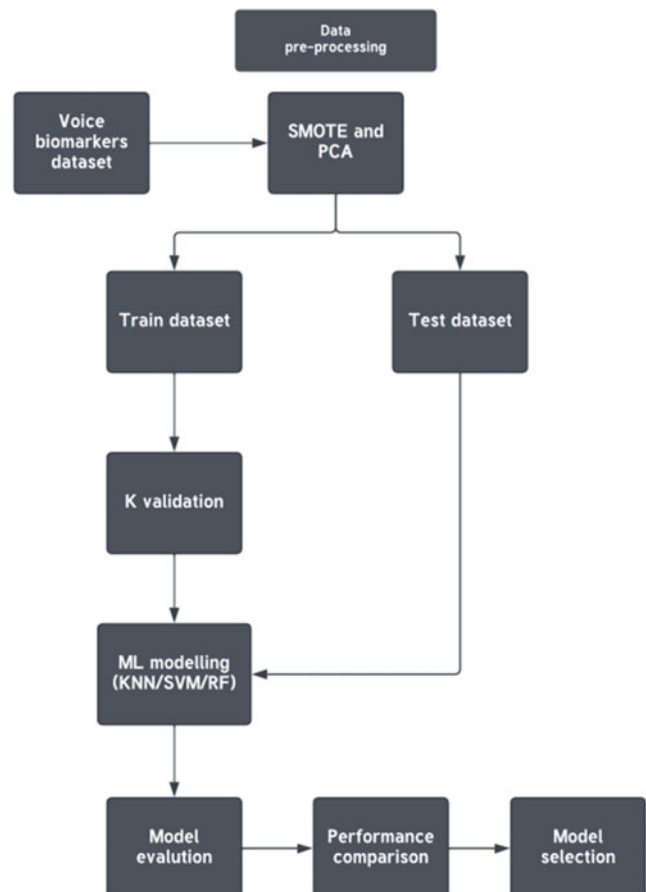 Data
pre-processing
Voice
biomarkers
dataset
SMOTE and
PCA
Train dataset
Test dataset
K validation
ML modelling
(KNN/SVM/RF)
Model
evalution
Performance
comparison
Model
selection